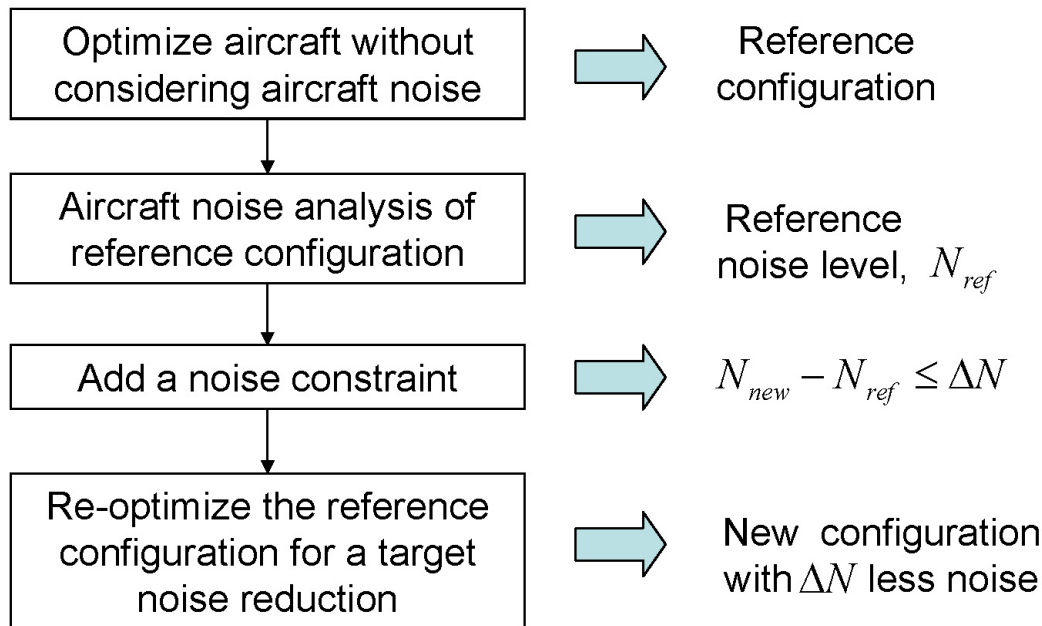 Optimize aircraft without
considering aircraft noise
Reference
configuration
Aircraft noise analysis of
reference configuration
Reference
noise level, N_ref
Add a noise constraint
N_new − N_ref ≤ ΔN
Re-optimize the reference
configuration for a target
noise reduction
New configuration
with ΔN less noise